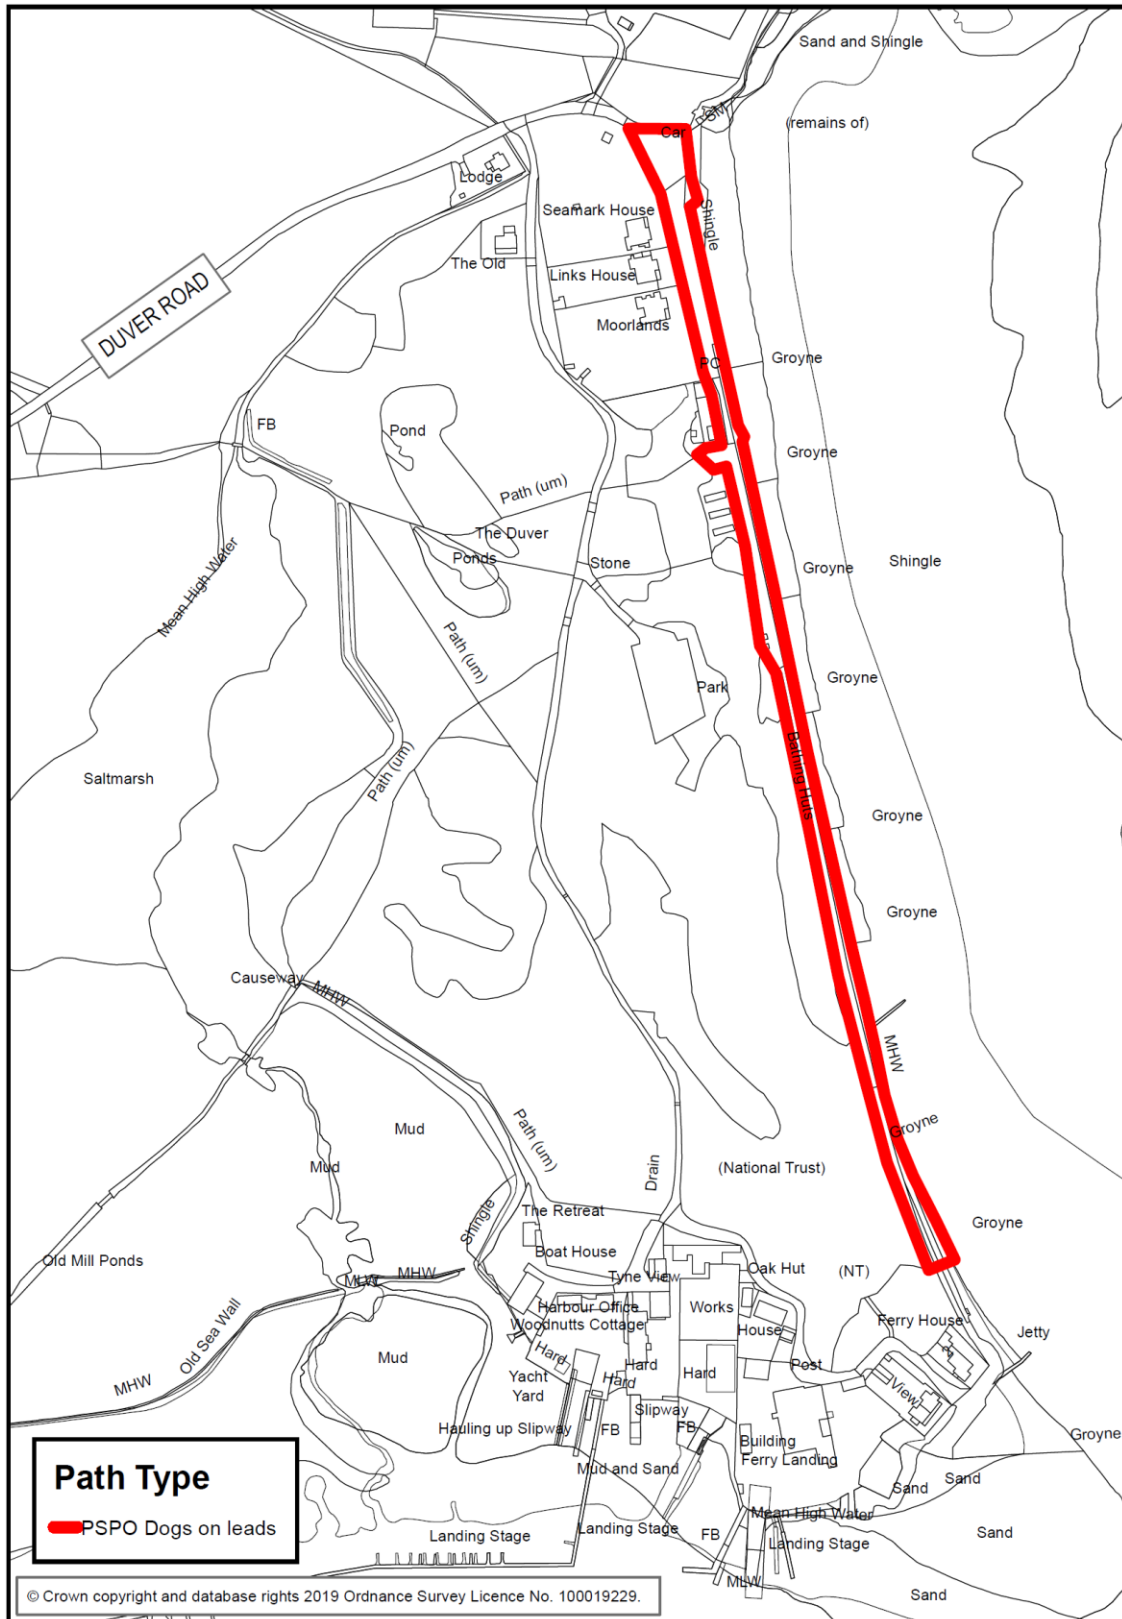 Sand and Shingle
SM
(remains of)
Car
Lodge
Seamark House
Shingle
The Old
Links House
DUVER ROAD
Moorlands
PC
Groyne
FB
Pond
Groyne
Path (um)
The Duver
Ponds
Stone
Groyne
Shingle
Mean High Water
Path (um)
Park
Groyne
Bathing Huts
Saltmarsh
Path (um)
Groyne
Groyne
Causeway
MHW
MHW
Mud
Path (um)
Groyne
Mud
Drain
(National Trust)
Shingle
The Retreat
Groyne
Old Mill Ponds
Boat House
MLW
MHW
Tyne View
Oak Hut
(NT)
Harbour Office
Works
Woodnutts Cottage
House
Ferry House
Jetty
Old Sea Wall
Mud
Hard
Hard
Hard
Post
MHW
Yacht
Yard
Hard
View
Slipway
Hauling up Slipway
FB
FB
Building
Groyne
Ferry Landing
Mud and Sand
Sand
Sand
Mean High Water
Landing Stage
Landing Stage
FB
Landing Stage
Sand
MLW
Sand
Path Type
PSPO Dogs on leads
© Crown copyright and database rights 2019 Ordnance Survey Licence No. 100019229.